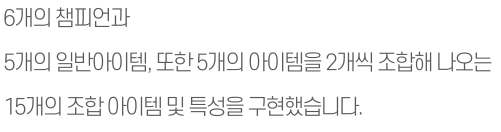 6개의 챔피언과
5개의 일반아이템, 또한 5개의 아이템을 2개씩 조합해 나오는
15개의 조합 아이템 및 특성을 구현했습니다.